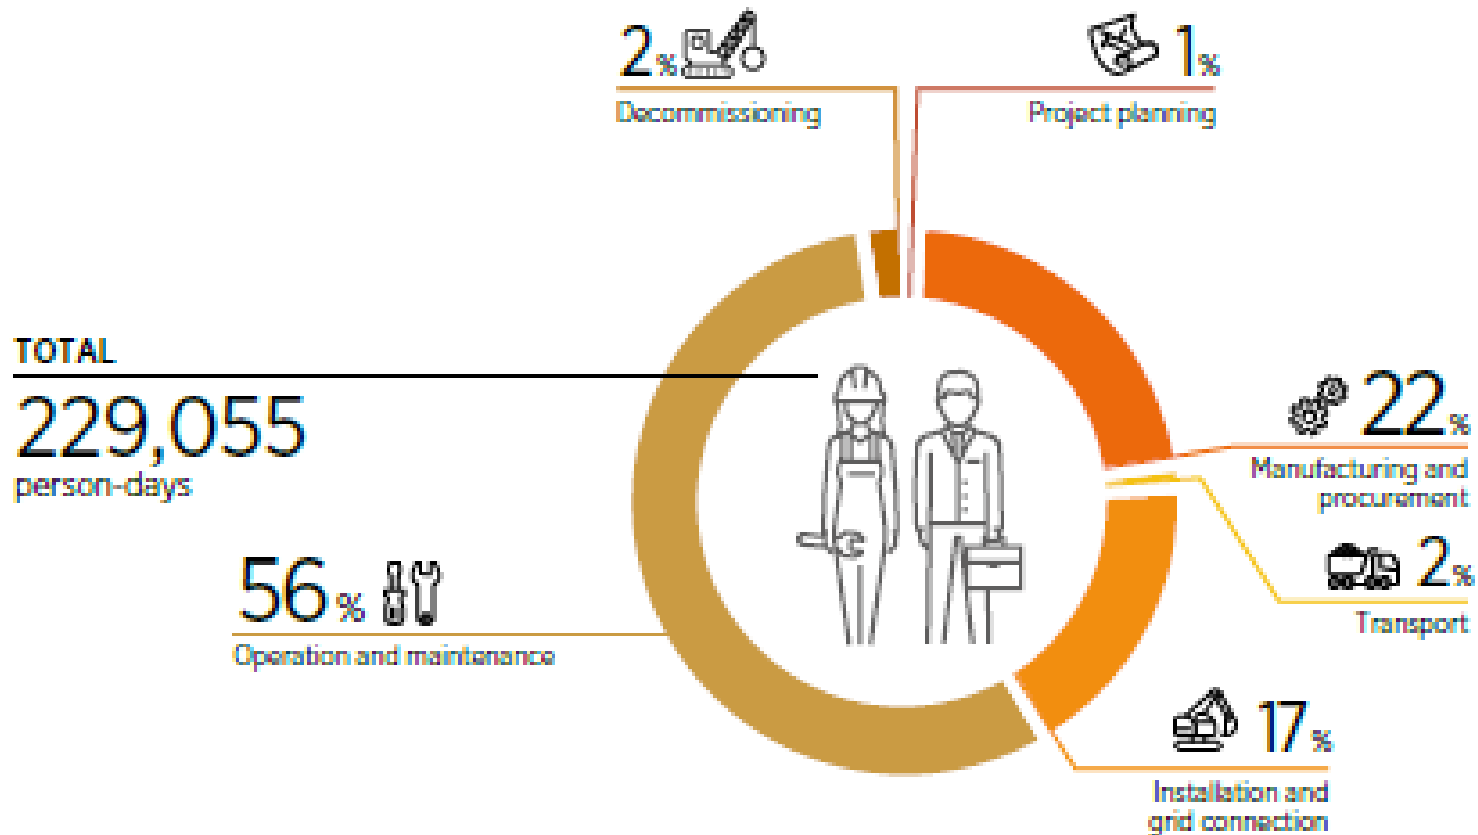 2%
Decommissioning
1%
Project planning
TOTAL
229,055
person-days
22%
Manufacturing and
procurement
2%
Transport
56%
Operation and maintenance
17%
Installation and
grid connection